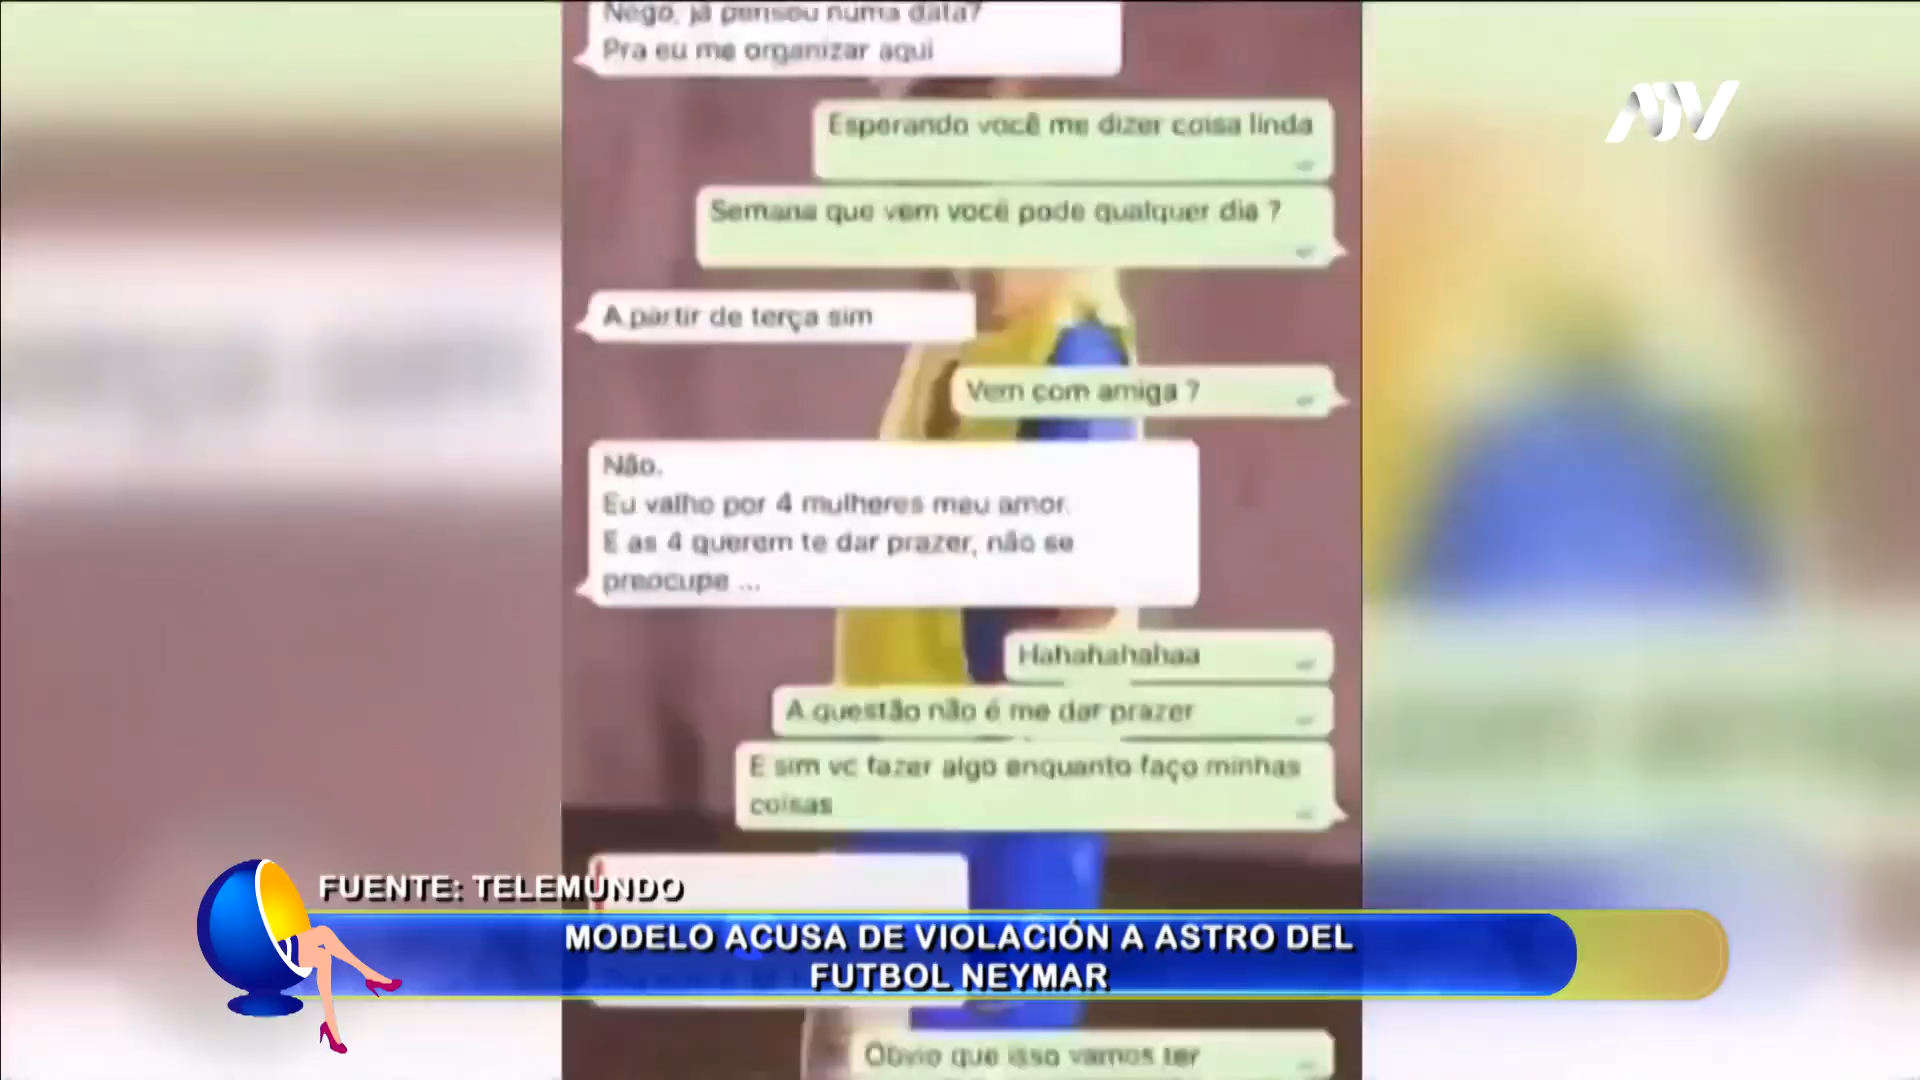 Nego, já pensou numa data?
Pra eu me organizar aqui
ATV
Esperando você me dizer coisa linda
Semana que vem você pode qualquer dia ?
A partir de terça sim
Vem com amiga ?
Não.
Eu valho por 4 mulheres meu amor.
E as 4 querem te dar prazer, não se
preocupe ...
Hahahahahaa
A questão não é me dar prazer
E sim vc fazer algo enquanto faço minhas
coisas
FUENTE: TELEMUNDO
MODELO ACUSA DE VIOLACIÓN A ASTRO DEL
FUTBOL NEYMAR
Obvio que isso vamos ter